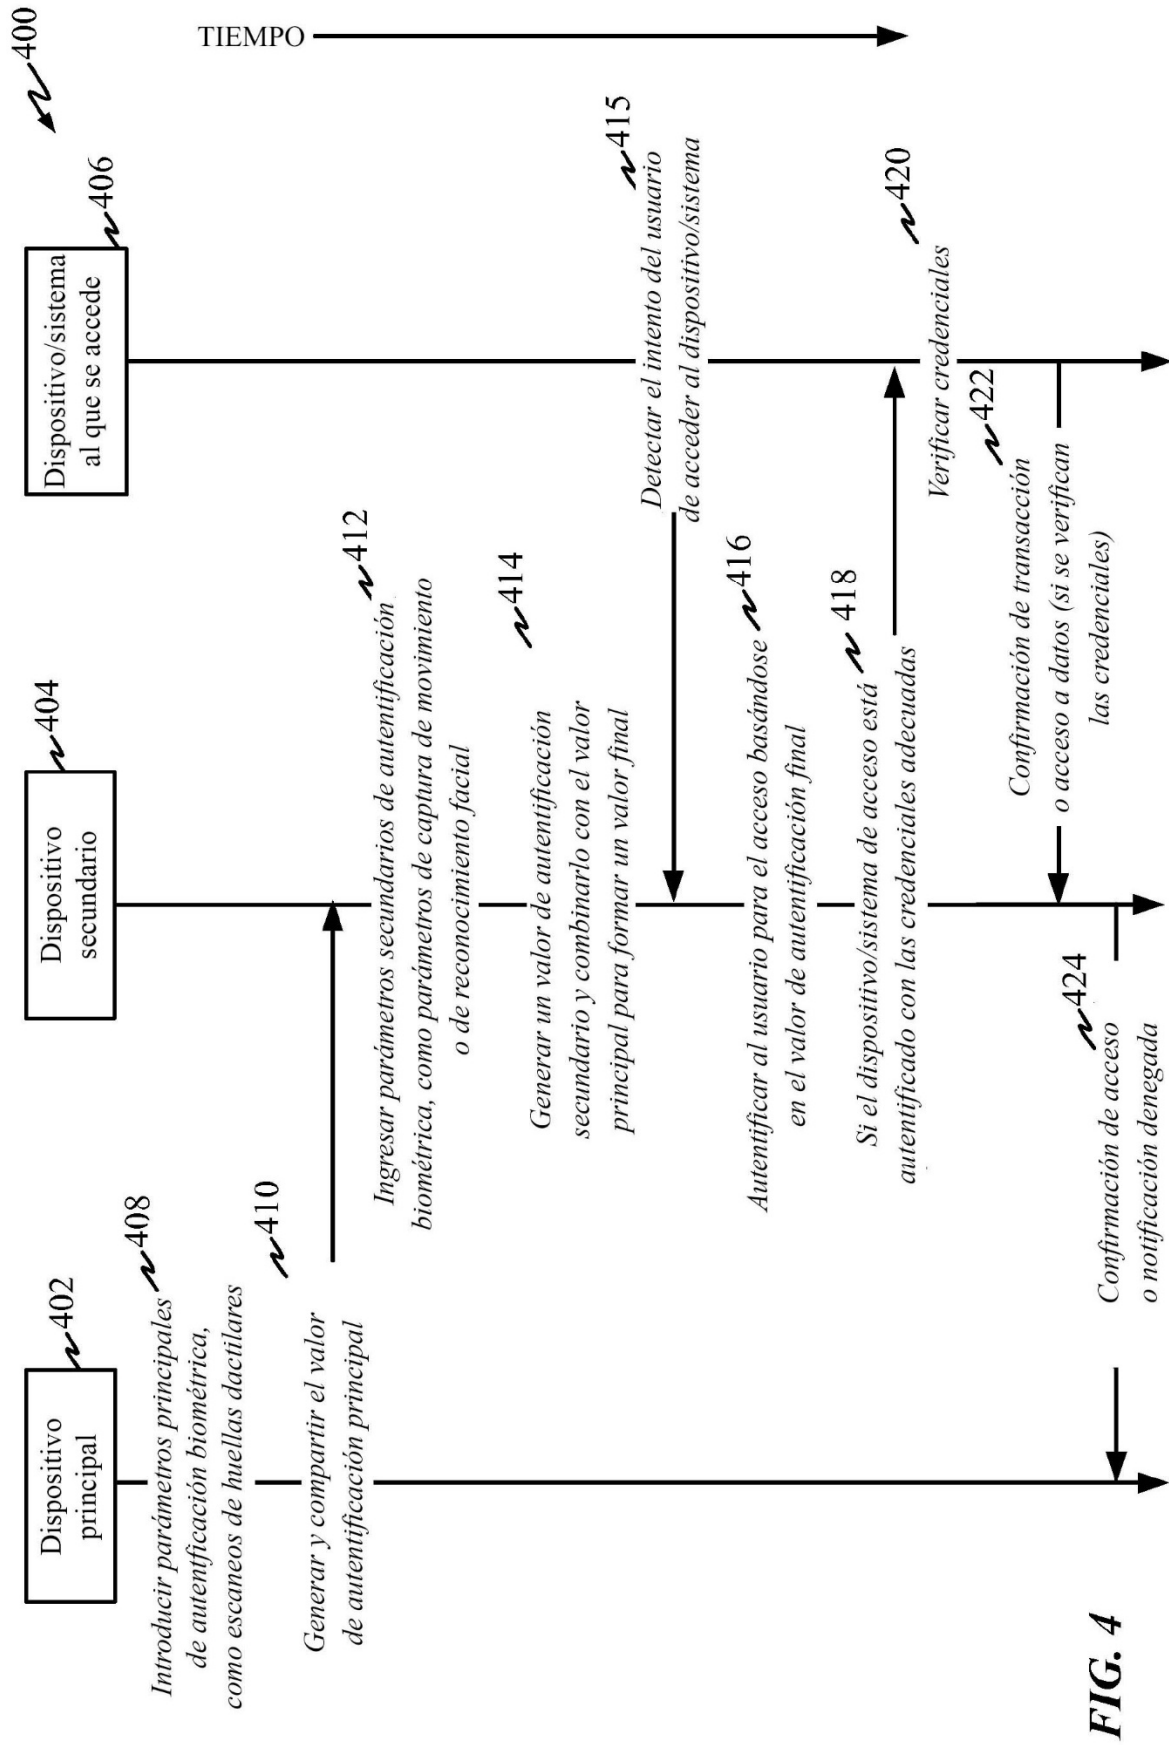 400
TIEMPO
Dispositivo
principal
402
Dispositivo
secundario
404
Dispositivo/sistema
al que se accede
406
Introducir parámetros principales
de autentificación biométrica,
como escaneos de huellas dactilares
408
Generar y compartir el valor
de autentificación principal
410
Ingresar parámetros secundarios de autentificación
biométrica, como parámetros de captura de movimiento
o de reconocimiento facial
412
Generar un valor de autentificación
secundario y combinarlo con el valor
principal para formar un valor final
414
Detectar el intento del usuario
de acceder al dispositivo/sistema
415
Autentificar al usuario para el acceso basándose
en el valor de autentificación final
416
Si el dispositivo/sistema de acceso está
autentificado con las credenciales adecuadas
418
Verificar credenciales
420
Confirmación de transacción
o acceso a datos (si se verifican
las credenciales)
422
Confirmación de acceso
o notificación denegada
424
FIG. 4